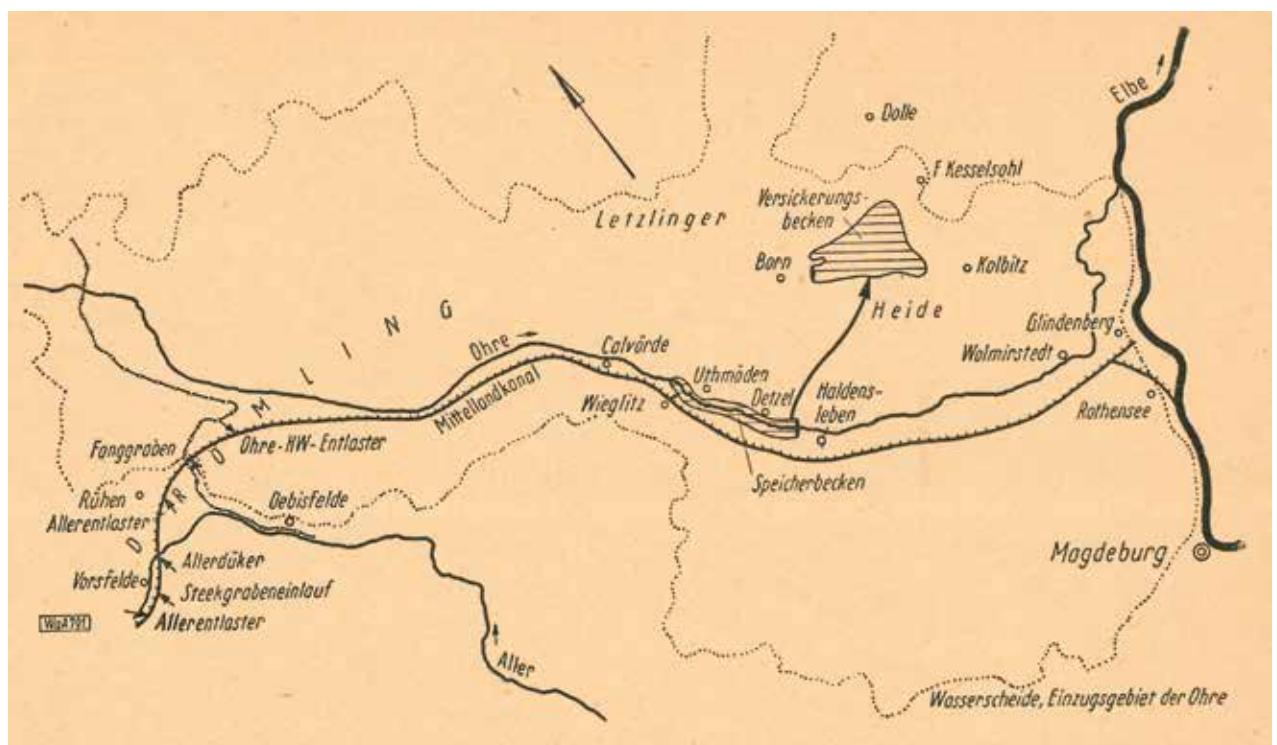 Elbe
Dolle
F Kesselsohl
Versickerungs-
becken
Letzlinger
Born
Kolbitz
Heide
Glindenberg
Wolmirstedt
Rothensee
Ohre
Calvörde
Uthmöden
Detzel
Haldens-
leben
Wieglitz
Mittellandkanal
Speicherbecken
DRÖMLING
Fanggraben
Ohre-HW-Entlaster
Rühen
Allerentlaster
Oebisfelde
Vorsfelde
Allerdüker
Steekgrabeneinlauf
Allerentlaster
WaA791
Aller
Magdeburg
Wasserscheide, Einzugsgebiet der Ohre